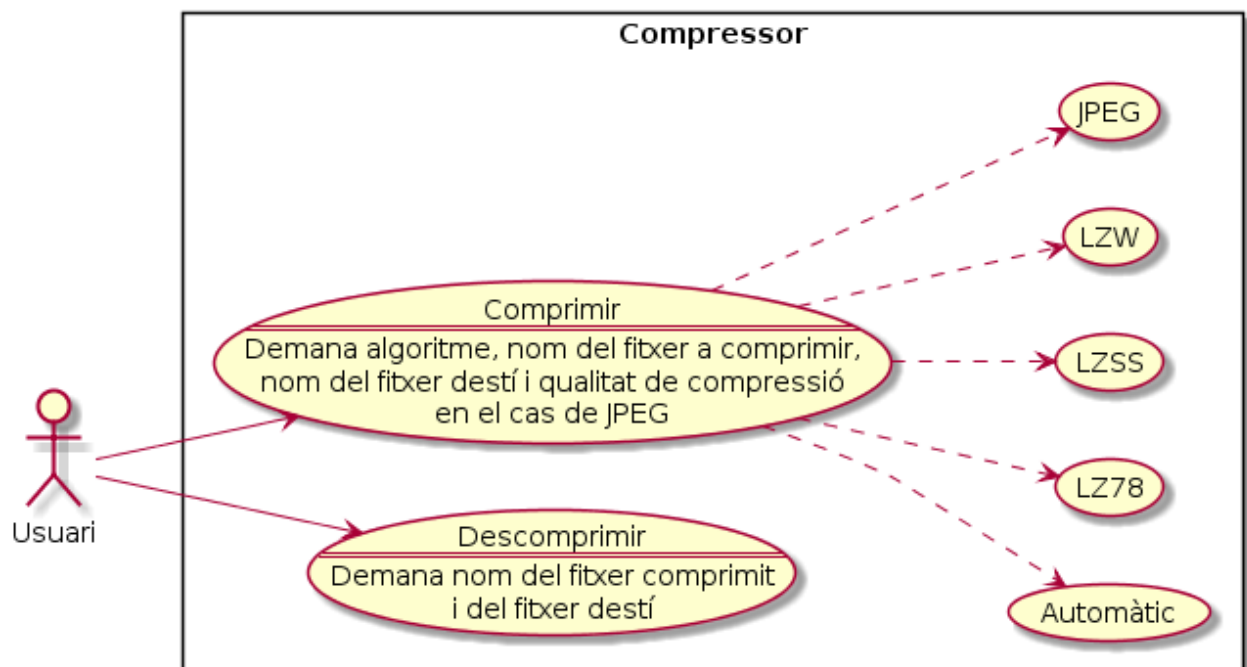 Compressor
JPEG
LZW
Comprimir
Demana algoritme, nom del fitxer a comprimir,
nom del fitxer destí i qualitat de compressió
en el cas de JPEG
LZSS
LZ78
Usuari
Descomprimir
Demana nom del fitxer comprimit
i del fitxer destí
Automàtic